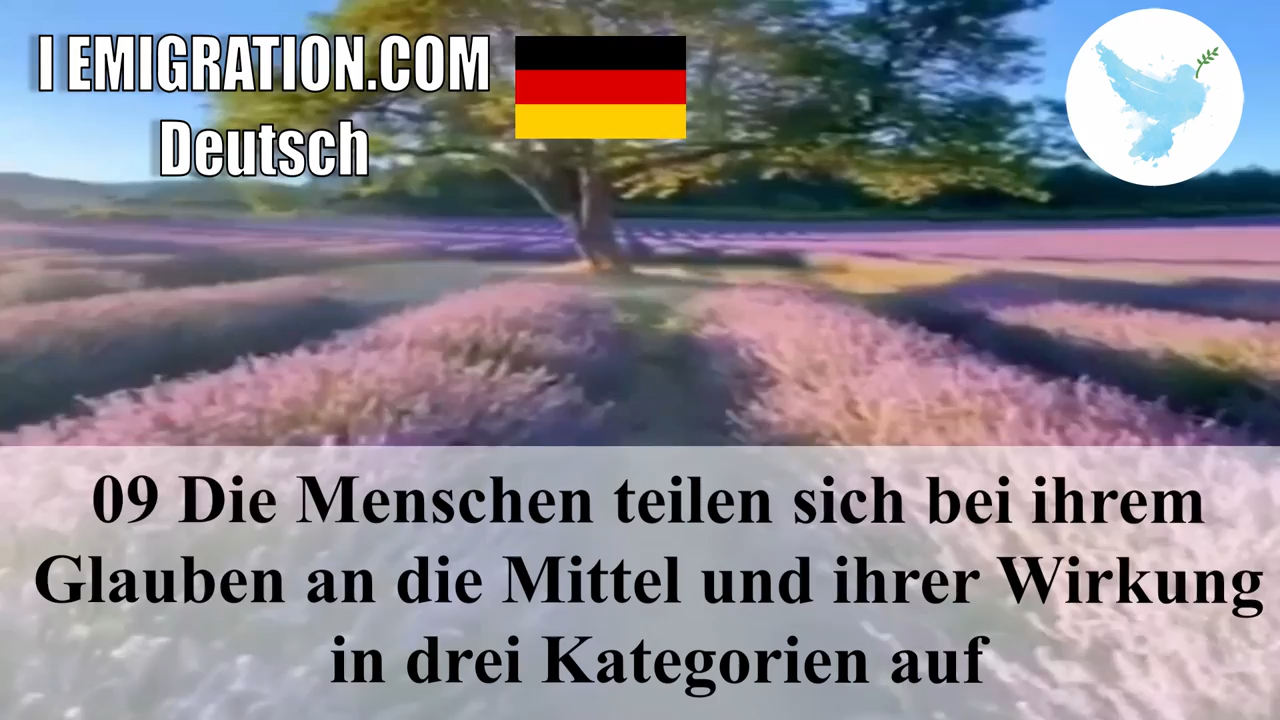 I EMIGRATION.COM
Deutsch
09 Die Menschen teilen sich bei ihrem
Glauben an die Mittel und ihrer Wirkung
in drei Kategorien auf